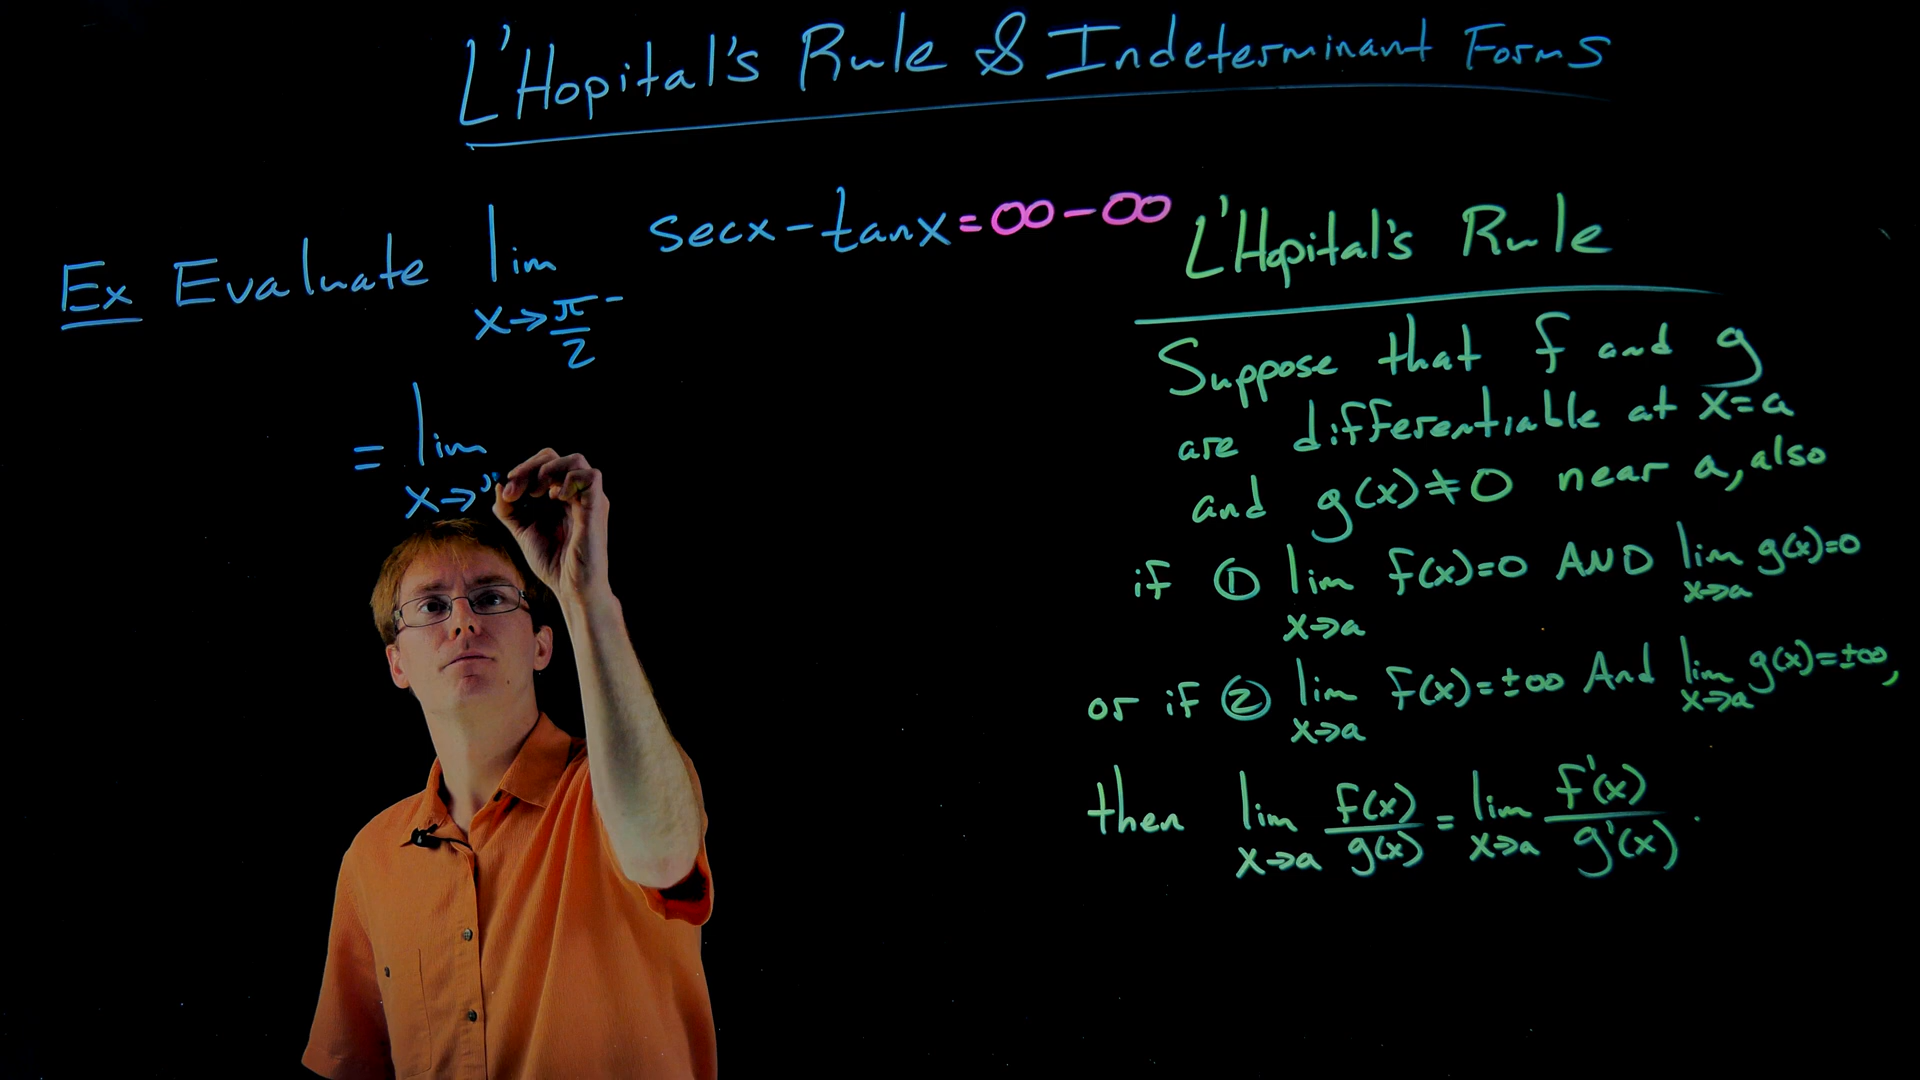 L'Hopital's Rule & Indeterminant Forms
Ex Evaluate lim x→π/2⁻ secx-tanx=∞-∞
= lim x→
L'Hopital's Rule
Suppose that f and g
are differentiable at x=a
and g(x)≠0 near a, also
if ① lim x→a f(x)=0 AND lim x→a g(x)=0
or if ② lim x→a f(x)=±∞ And lim x→a g(x)=±∞,
then lim x→a f(x)/g(x) = lim x→a f'(x)/g'(x).